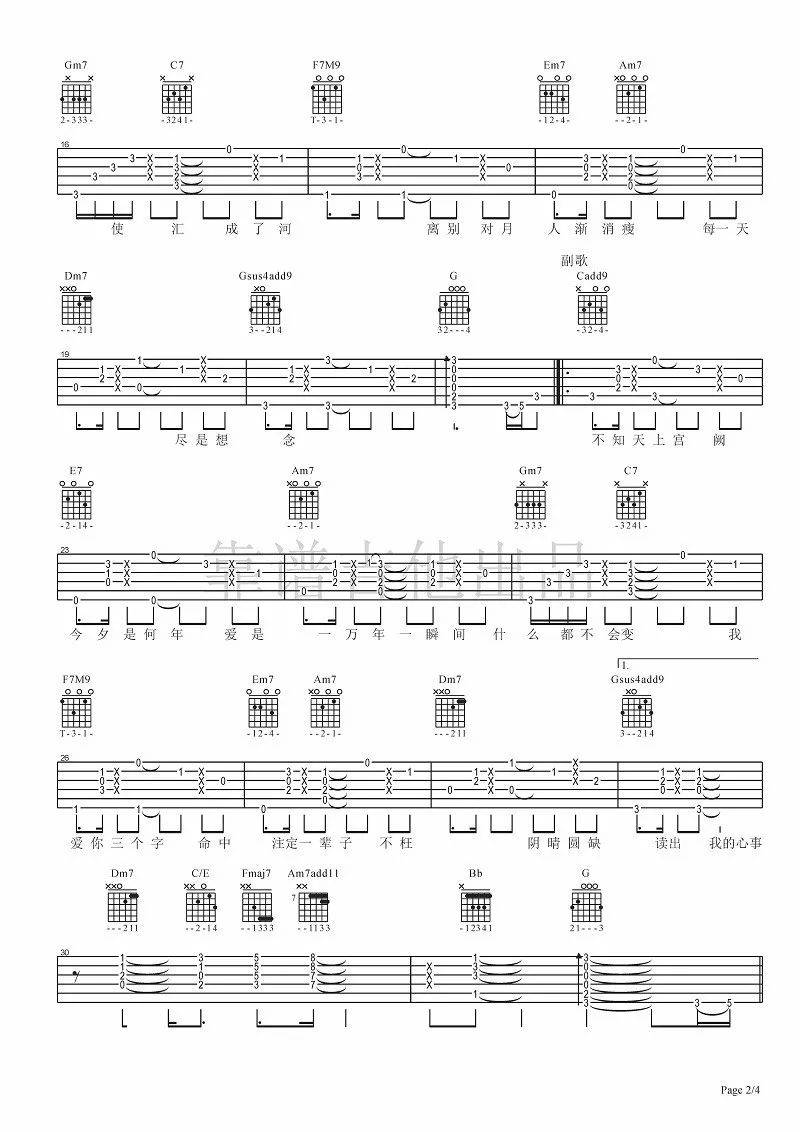 Gm7 C7 F7M9 Em7 Am7
2-333- -3241- T-3-1- -12-4- --2-1-
16
使 汇 成 了 河 离 别 对 月 人 渐 消 瘦 每 一 天
副歌
Dm7 Gsus4add9 G Cadd9
---211 3--214 32---4 -32-4-
19
尽 是 想 念 不 知 天 上 宫 阙
E7 Am7 Gm7 C7
-2-14- --2-1- 2-333- -3241-
23
靠谱吉他出品
今 夕 是 何 年 爱 是 一 万 年 一 瞬 间 什 么 都 不 会 变 我
1.
F7M9 Em7 Am7 Dm7 Gsus4add9
T-3-1- -12-4- --2-1- ---211 3--214
26
爱 你 三 个 字 命 中 注 定 一 辈 子 不 枉 阴 晴 圆 缺 读 出 我 的 心 事
Dm7 C/E Fmaj7 Am7add11 Bb G
7
---211 --2-14 --1333 --1133 -12341 21---3
30
Page 2/4